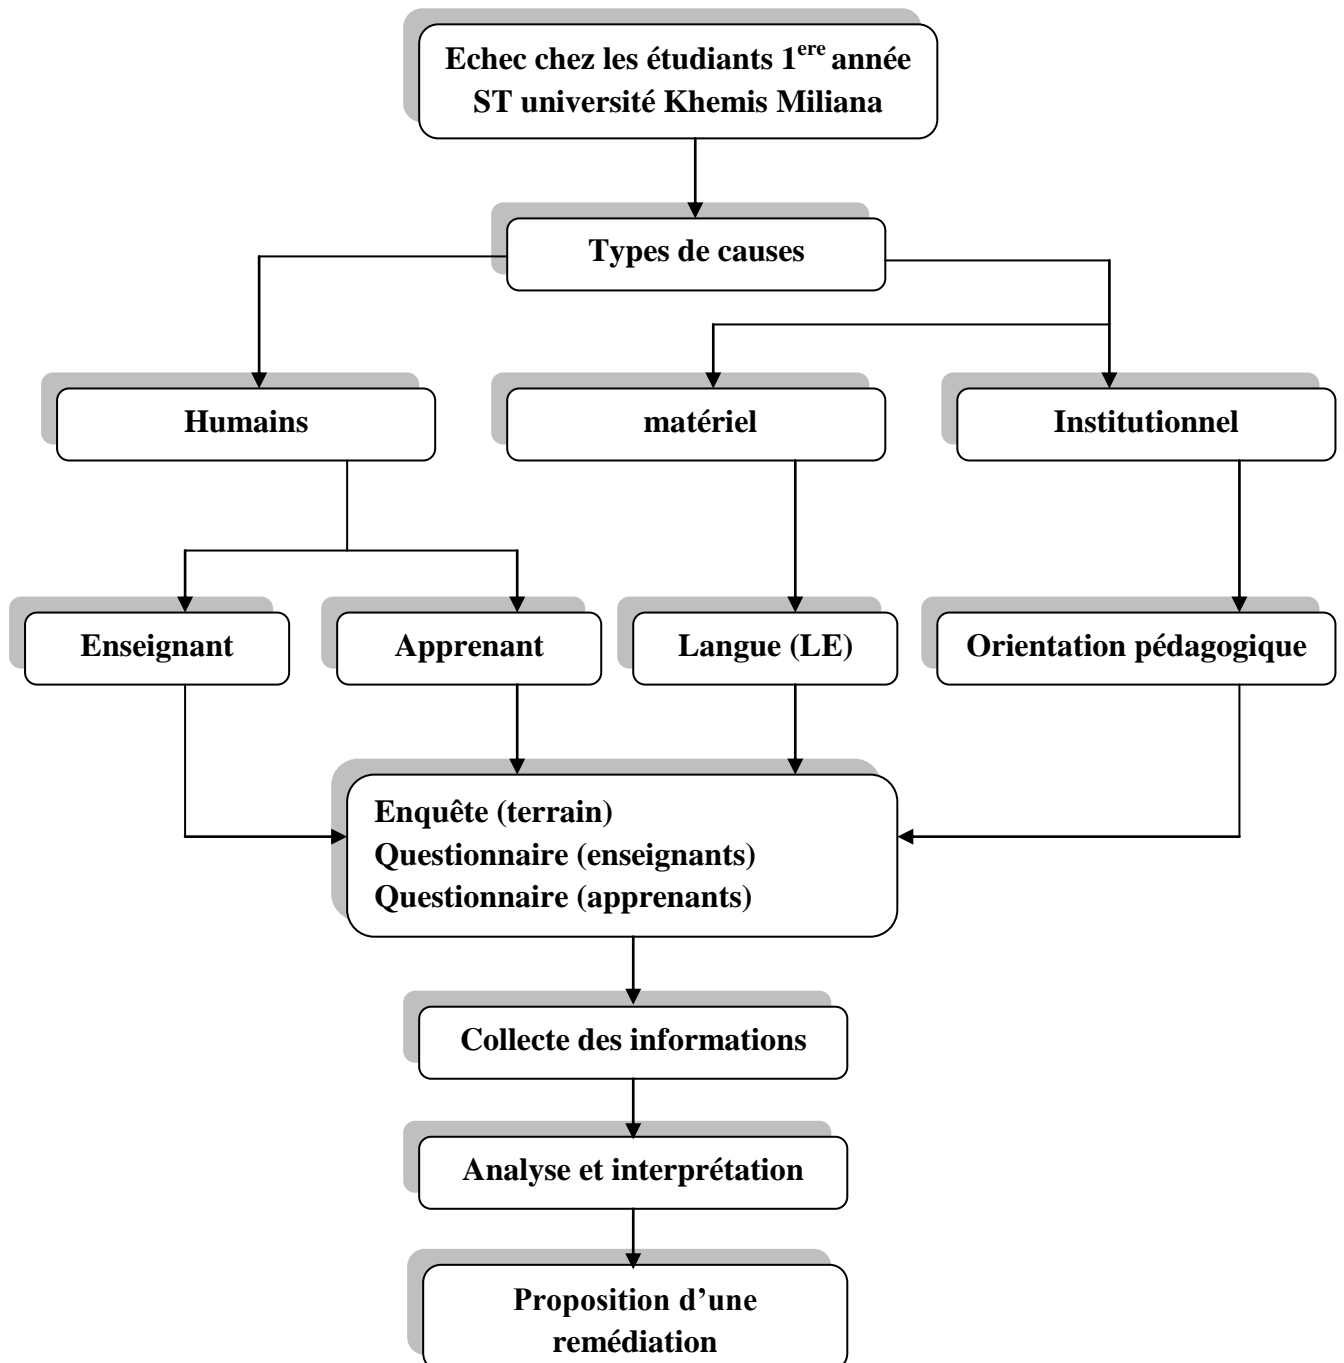 Echec chez les étudiants 1ere année
ST université Khemis Miliana
Types de causes
Humains
matériel
Institutionnel
Enseignant
Apprenant
Langue (LE)
Orientation pédagogique
Enquête (terrain)
Questionnaire (enseignants)
Questionnaire (apprenants)
Collecte des informations
Analyse et interprétation
Proposition d’une
remédiation